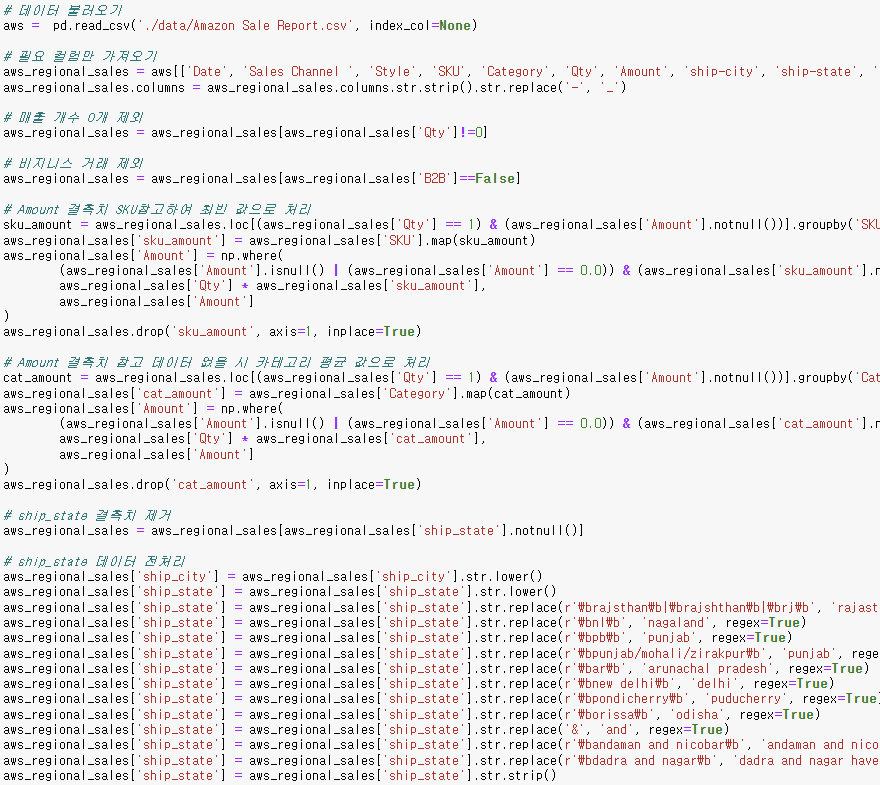 # 데이터 불러오기
aws =  pd.read_csv('./data/Amazon Sale Report.csv', index_col=None)
# 필요 컬럼만 가져오기
aws_regional_sales = aws[['Date', 'Sales Channel ', 'Style', 'SKU', 'Category', 'Qty', 'Amount', 'ship-city', 'ship-state', '
aws_regional_sales.columns = aws_regional_sales.columns.str.strip().str.replace('-', '_')
# 매출 개수 0개 제외
aws_regional_sales = aws_regional_sales[aws_regional_sales['Qty']!=0]
# 비지니스 거래 제외
aws_regional_sales = aws_regional_sales[aws_regional_sales['B2B']==False]
# Amount 결측치 SKU참고하여 최빈 값으로 처리
sku_amount = aws_regional_sales.loc[(aws_regional_sales['Qty'] == 1) & (aws_regional_sales['Amount'].notnull())].groupby('SKU
aws_regional_sales['sku_amount'] = aws_regional_sales['SKU'].map(sku_amount)
aws_regional_sales['Amount'] = np.where(
        (aws_regional_sales['Amount'].isnull() | (aws_regional_sales['Amount'] == 0.0)) & (aws_regional_sales['sku_amount'].n
        aws_regional_sales['Qty'] * aws_regional_sales['sku_amount'],
        aws_regional_sales['Amount']
)
aws_regional_sales.drop('sku_amount', axis=1, inplace=True)
# Amount 결측치 참고 데이터 없을 시 카테고리 평균 값으로 처리
cat_amount = aws_regional_sales.loc[(aws_regional_sales['Qty'] == 1) & (aws_regional_sales['Amount'].notnull())].groupby('Cat
aws_regional_sales['cat_amount'] = aws_regional_sales['Category'].map(cat_amount)
aws_regional_sales['Amount'] = np.where(
        (aws_regional_sales['Amount'].isnull() | (aws_regional_sales['Amount'] == 0.0)) & (aws_regional_sales['cat_amount'].n
        aws_regional_sales['Qty'] * aws_regional_sales['cat_amount'],
        aws_regional_sales['Amount']
)
aws_regional_sales.drop('cat_amount', axis=1, inplace=True)
# ship_state 결측치 제거
aws_regional_sales = aws_regional_sales[aws_regional_sales['ship_state'].notnull()]
# ship_state 데이터 전처리
aws_regional_sales['ship_city'] = aws_regional_sales['ship_city'].str.lower()
aws_regional_sales['ship_state'] = aws_regional_sales['ship_state'].str.lower()
aws_regional_sales['ship_state'] = aws_regional_sales['ship_state'].str.replace(r'₩brajsthan₩b|₩brajshthan₩b|₩brj₩b', 'rajast
aws_regional_sales['ship_state'] = aws_regional_sales['ship_state'].str.replace(r'₩bnl₩b', 'nagaland', regex=True)
aws_regional_sales['ship_state'] = aws_regional_sales['ship_state'].str.replace(r'₩bpb₩b', 'punjab', regex=True)
aws_regional_sales['ship_state'] = aws_regional_sales['ship_state'].str.replace(r'₩bpunjab/mohali/zirakpur₩b', 'punjab', rege
aws_regional_sales['ship_state'] = aws_regional_sales['ship_state'].str.replace(r'₩bar₩b', 'arunachal pradesh', regex=True)
aws_regional_sales['ship_state'] = aws_regional_sales['ship_state'].str.replace(r'₩bnew delhi₩b', 'delhi', regex=True)
aws_regional_sales['ship_state'] = aws_regional_sales['ship_state'].str.replace(r'₩bpondicherry₩b', 'puducherry', regex=True)
aws_regional_sales['ship_state'] = aws_regional_sales['ship_state'].str.replace(r'₩borissa₩b', 'odisha', regex=True)
aws_regional_sales['ship_state'] = aws_regional_sales['ship_state'].str.replace('&', 'and', regex=True)
aws_regional_sales['ship_state'] = aws_regional_sales['ship_state'].str.replace(r'₩bandaman and nicobar₩b', 'andaman and nico
aws_regional_sales['ship_state'] = aws_regional_sales['ship_state'].str.replace(r'₩bdadra and nagar₩b', 'dadra and nagar have
aws_regional_sales['ship_state'] = aws_regional_sales['ship_state'].str.strip()